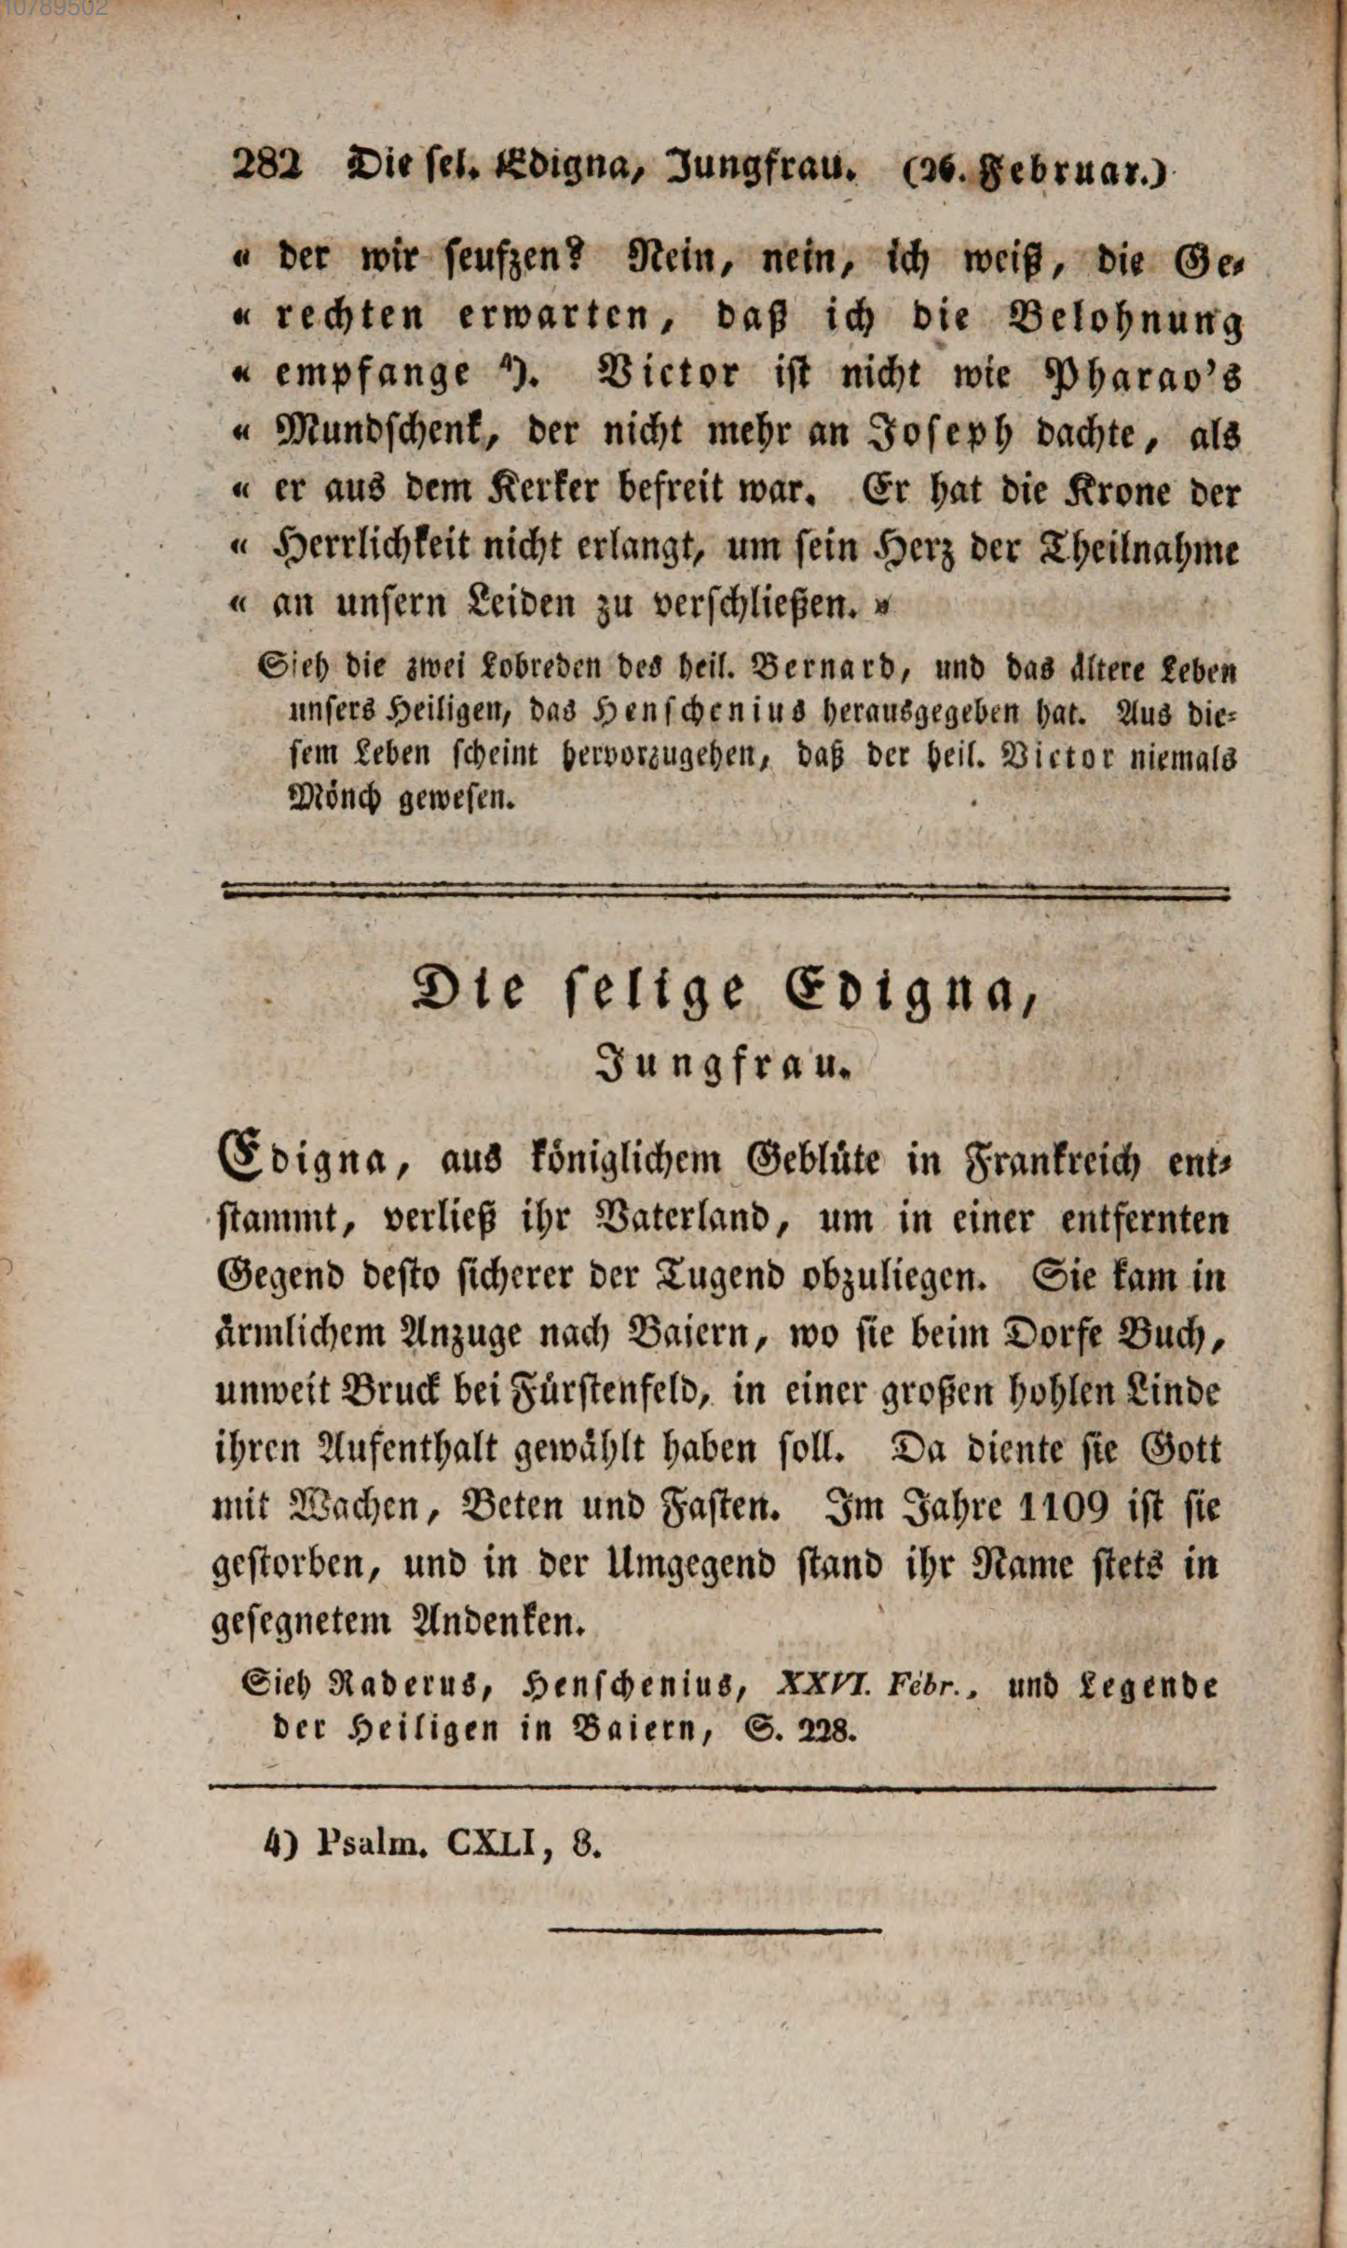 10789502
282 Die sel. Edigna, Jungfrau. (26. Februar.)
« der wir seufzen? Nein, nein, ich weiß, die Ge-
« rechten erwarten, daß ich die Belohnung
« empfange 4). Victor ist nicht wie Pharao's
« Mundschenk, der nicht mehr an Joseph dachte, als
« er aus dem Kerker befreit war. Er hat die Krone der
« Herrlichkeit nicht erlangt, um sein Herz der Theilnahme
« an unsern Leiden zu verschließen. »
Sieh die zwei Lobreden des heil. Bernard, und das ältere Leben
unsers Heiligen, das Henschenius herausgegeben hat. Aus die-
sem Leben scheint hervorzugehen, daß der heil. Victor niemals
Mönch gewesen.
Die selige Edigna,
Jungfrau.
Edigna, aus königlichem Geblüte in Frankreich ent-
stammt, verließ ihr Vaterland, um in einer entfernten
Gegend desto sicherer der Tugend obzuliegen. Sie kam in
ärmlichem Anzuge nach Baiern, wo sie beim Dorfe Buch,
unweit Bruck bei Fürstenfeld, in einer großen hohlen Linde
ihren Aufenthalt gewählt haben soll. Da diente sie Gott
mit Wachen, Beten und Fasten. Im Jahre 1109 ist sie
gestorben, und in der Umgegend stand ihr Name stets in
gesegnetem Andenken.
Sieh Raderus, Henschenius, XXVI. Febr., und Legende
der Heiligen in Baiern, S. 228.
4) Psalm. CXLI, 8.